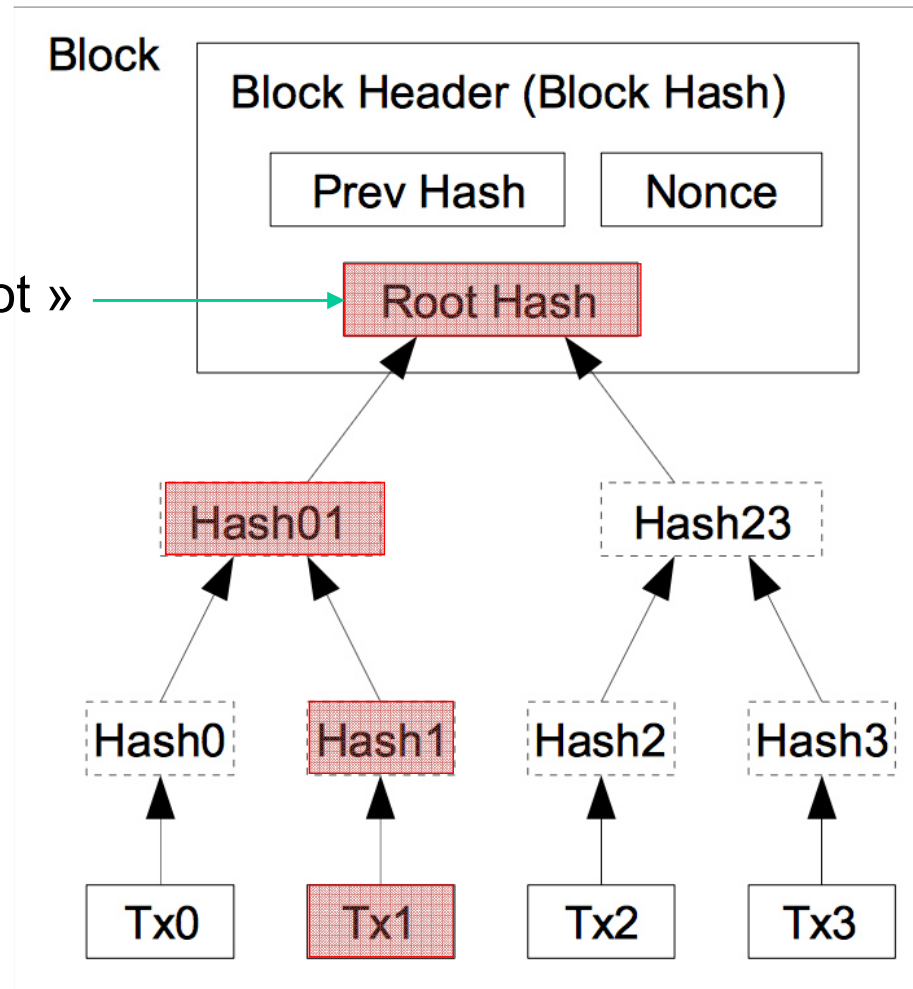 Block
Block Header (Block Hash)
Prev Hash Nonce
ot »
Root Hash
Hash01 Hash23
Hash0 Hash1 Hash2 Hash3
Tx0 Tx1 Tx2 Tx3